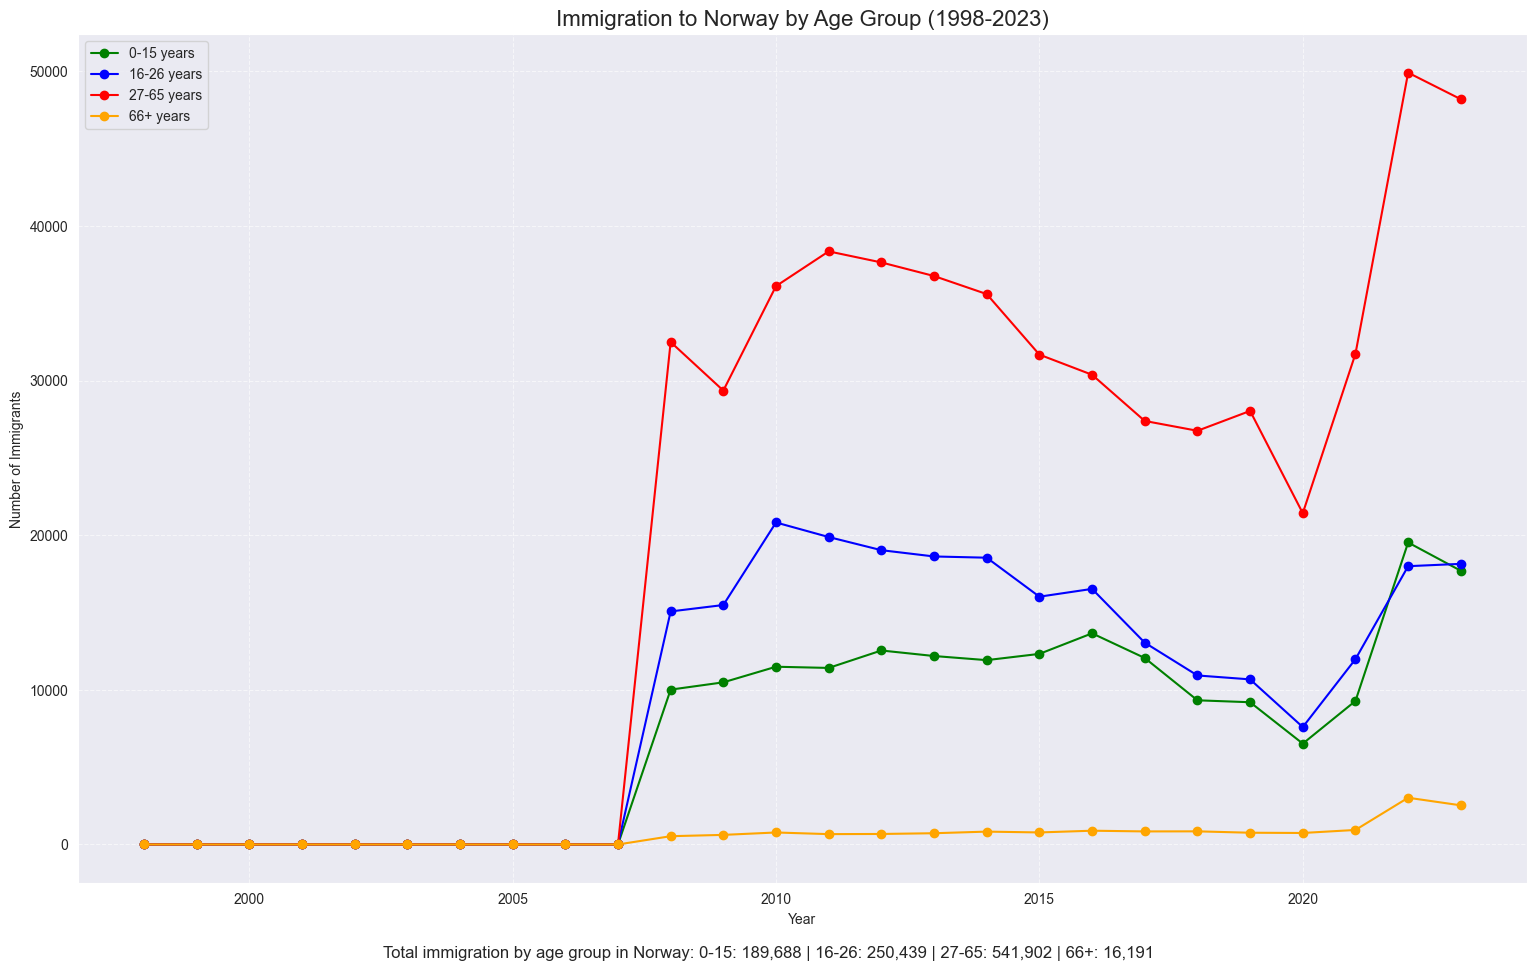 Immigration to Norway by Age Group (1998-2023)
0-15 years
16-26 years
27-65 years
66+ years
50000
40000
30000
20000
10000
0
Number of Immigrants
2000
2005
2010
2015
2020
Year
Total immigration by age group in Norway: 0-15: 189,688 | 16-26: 250,439 | 27-65: 541,902 | 66+: 16,191